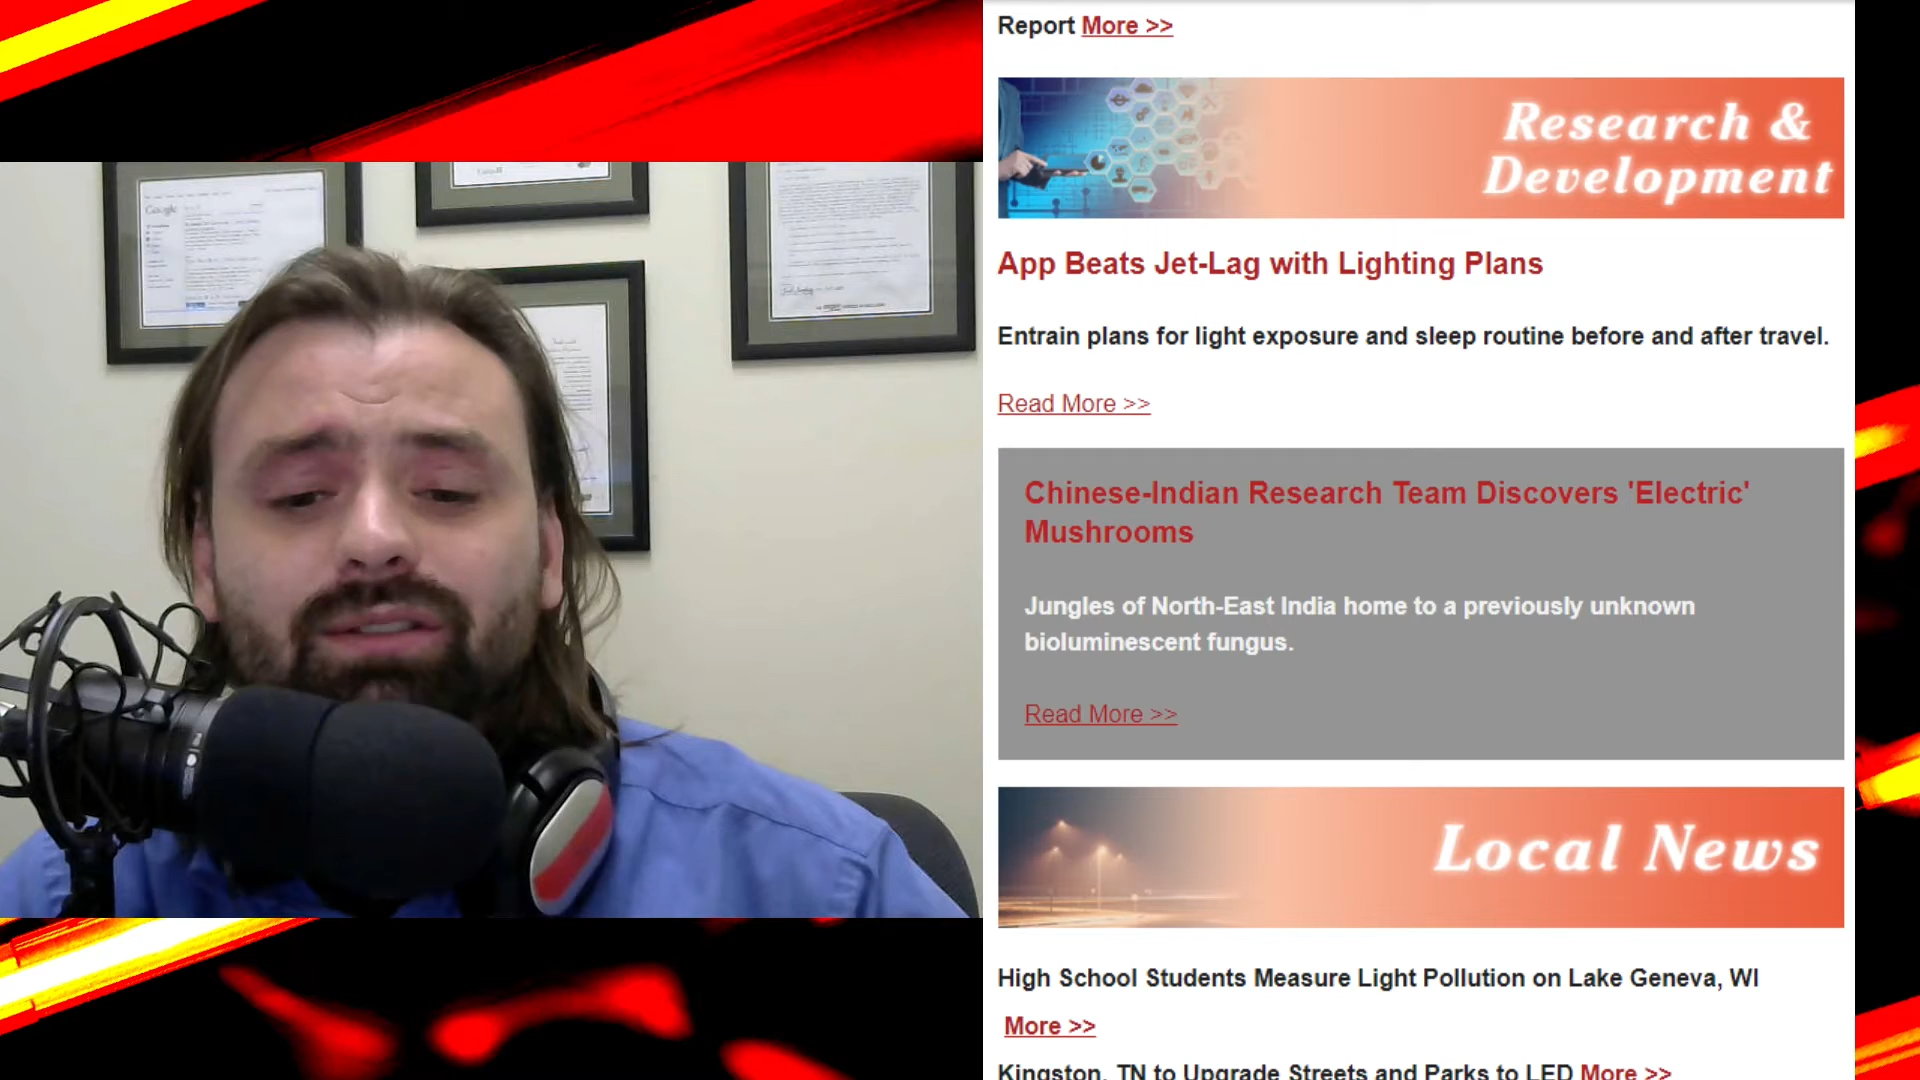 Google
Report More >>
Research &
Development
App Beats Jet-Lag with Lighting Plans
Entrain plans for light exposure and sleep routine before and after travel.
Read More >>
Chinese-Indian Research Team Discovers 'Electric'
Mushrooms
Jungles of North-East India home to a previously unknown
bioluminescent fungus.
Read More >>
Local News
High School Students Measure Light Pollution on Lake Geneva, WI
More >>
Kingston, TN to Upgrade Streets and Parks to LED More >>